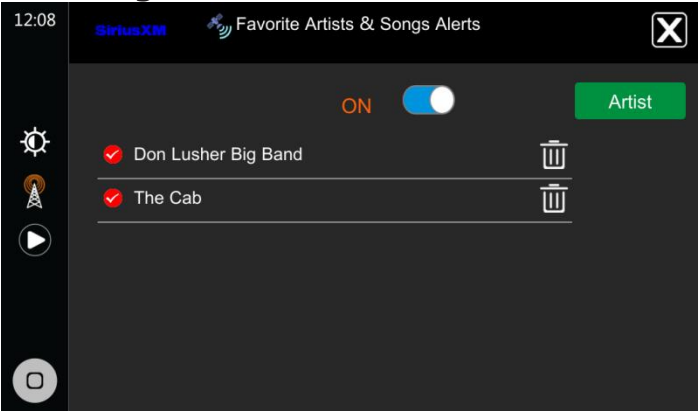 12:08
SiriusXM
Favorite Artists & Songs Alerts
ON
Artist
Don Lusher Big Band
The Cab